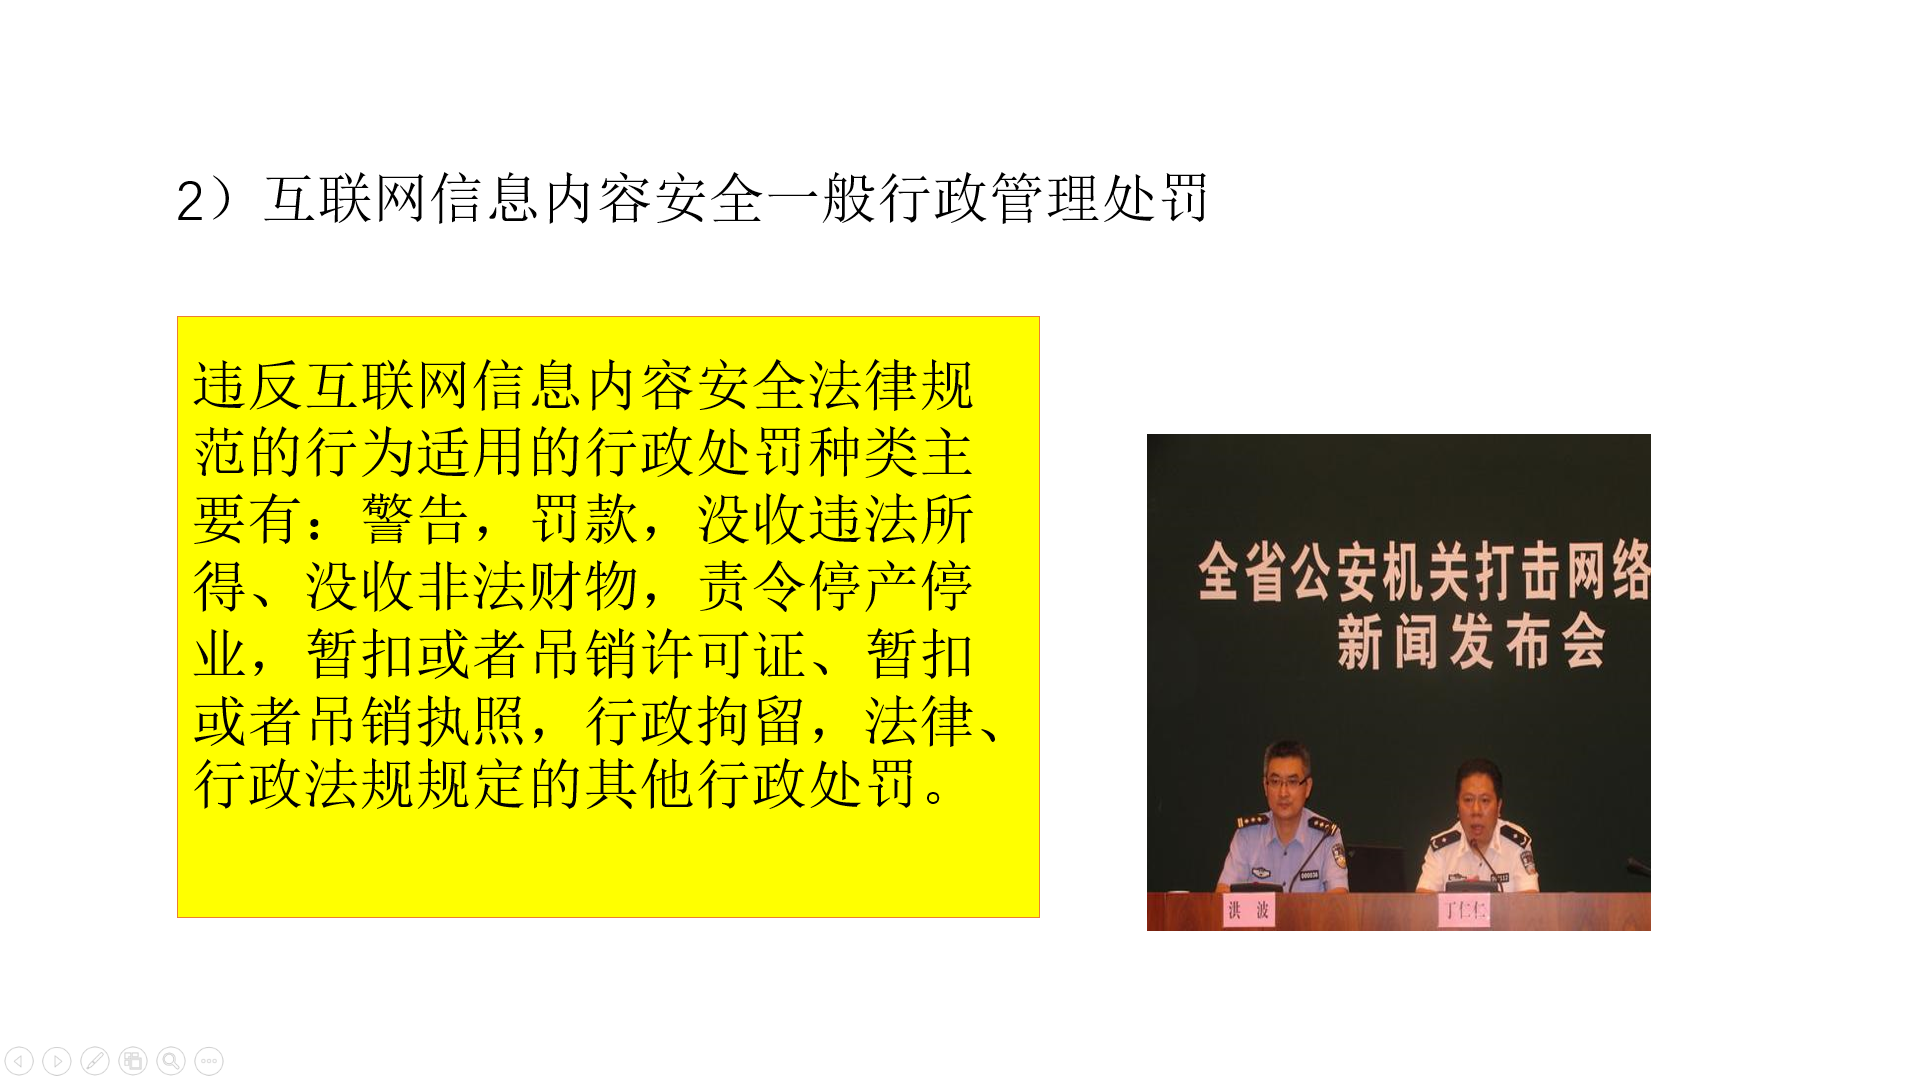 2）互联网信息内容安全一般行政管理处罚
违反互联网信息内容安全法律规
范的行为适用的行政处罚种类主
要有：警告，罚款，没收违法所
得、没收非法财物，责令停产停
业，暂扣或者吊销许可证、暂扣
或者吊销执照，行政拘留，法律、
行政法规规定的其他行政处罚。
全省公安机关打击网络
新闻发布会
洪 波
丁仁仁